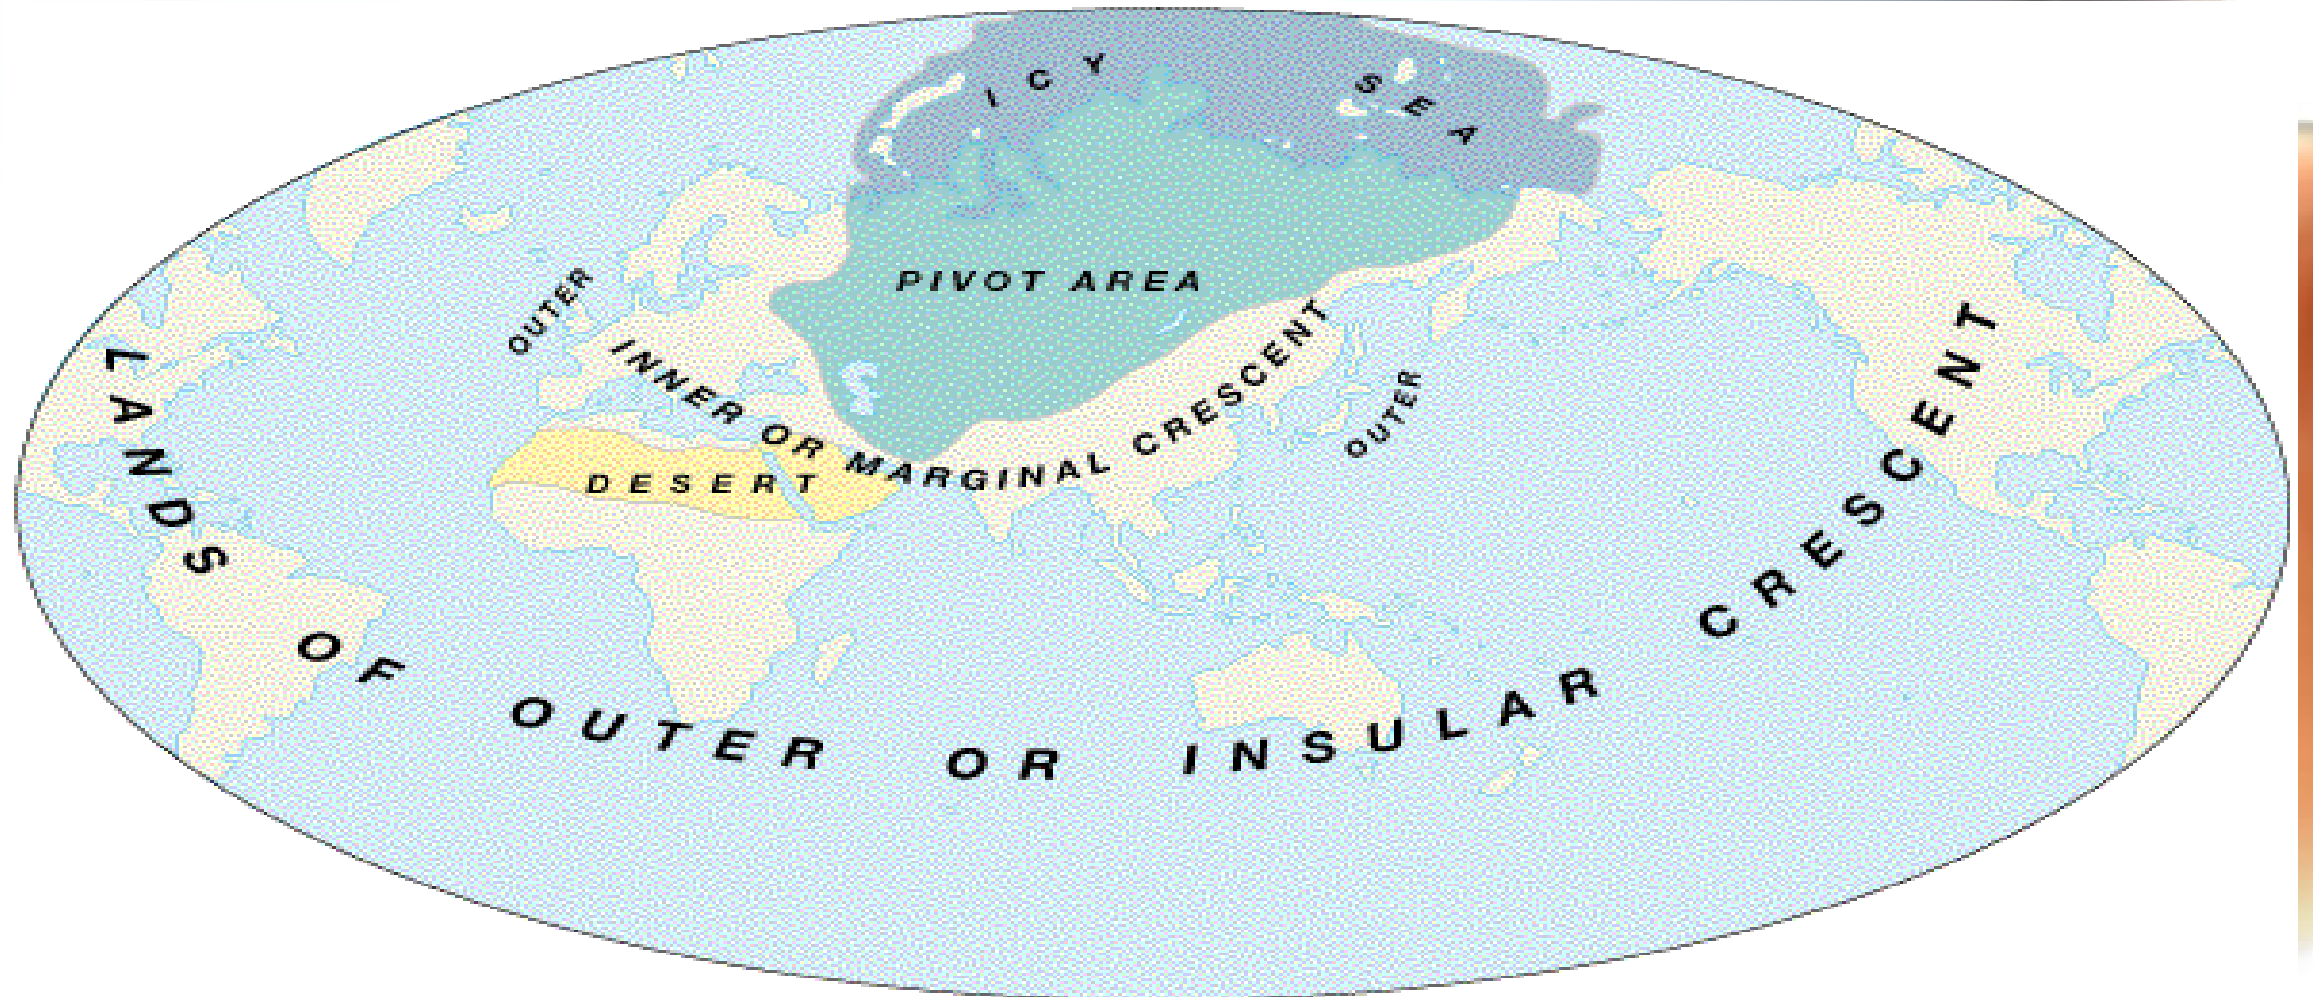 ICY SEA
PIVOT AREA
OUTER
INNER OR MARGINAL CRESCENT
OUTER
DESERT
LANDS OF OUTER OR INSULAR CRESCENT